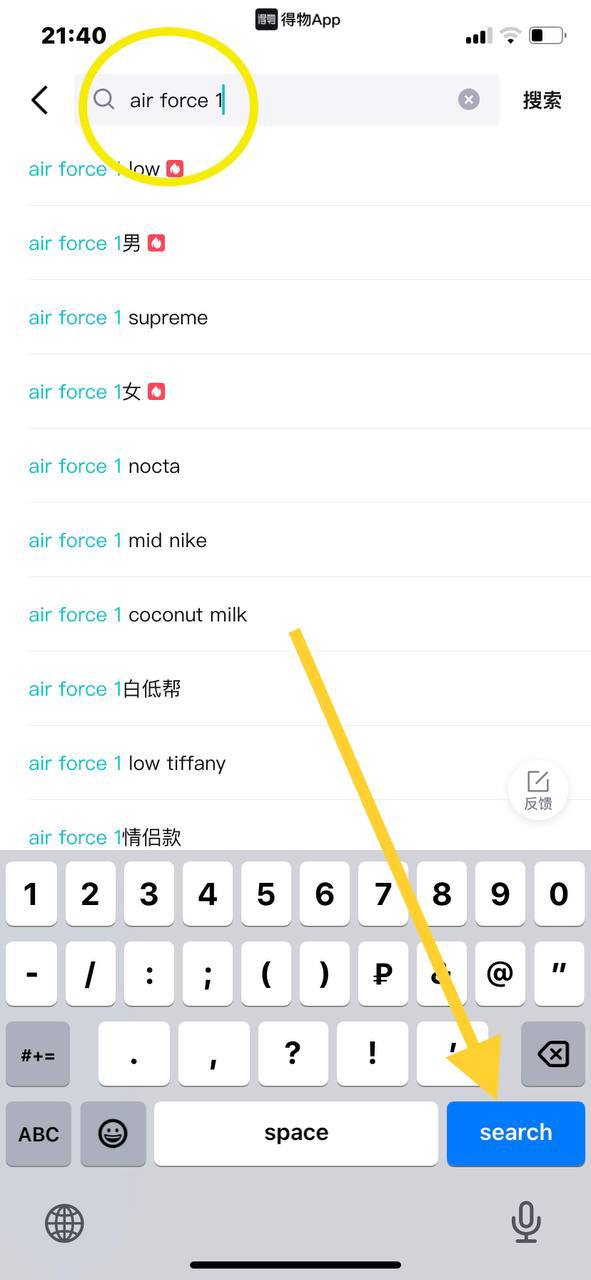 得物App
21:40
air force 1
搜索
air force 1 low
air force 1男
air force 1 supreme
air force 1女
air force 1 nocta
air force 1 mid nike
air force 1 coconut milk
air force 1白低帮
air force 1 low tiffany
反馈
air force 1情侣款
1 2 3 4 5 6 7 8 9 0
- / : ; ( ) ₽ & @ "
#+= . , ? ! '
ABC space search